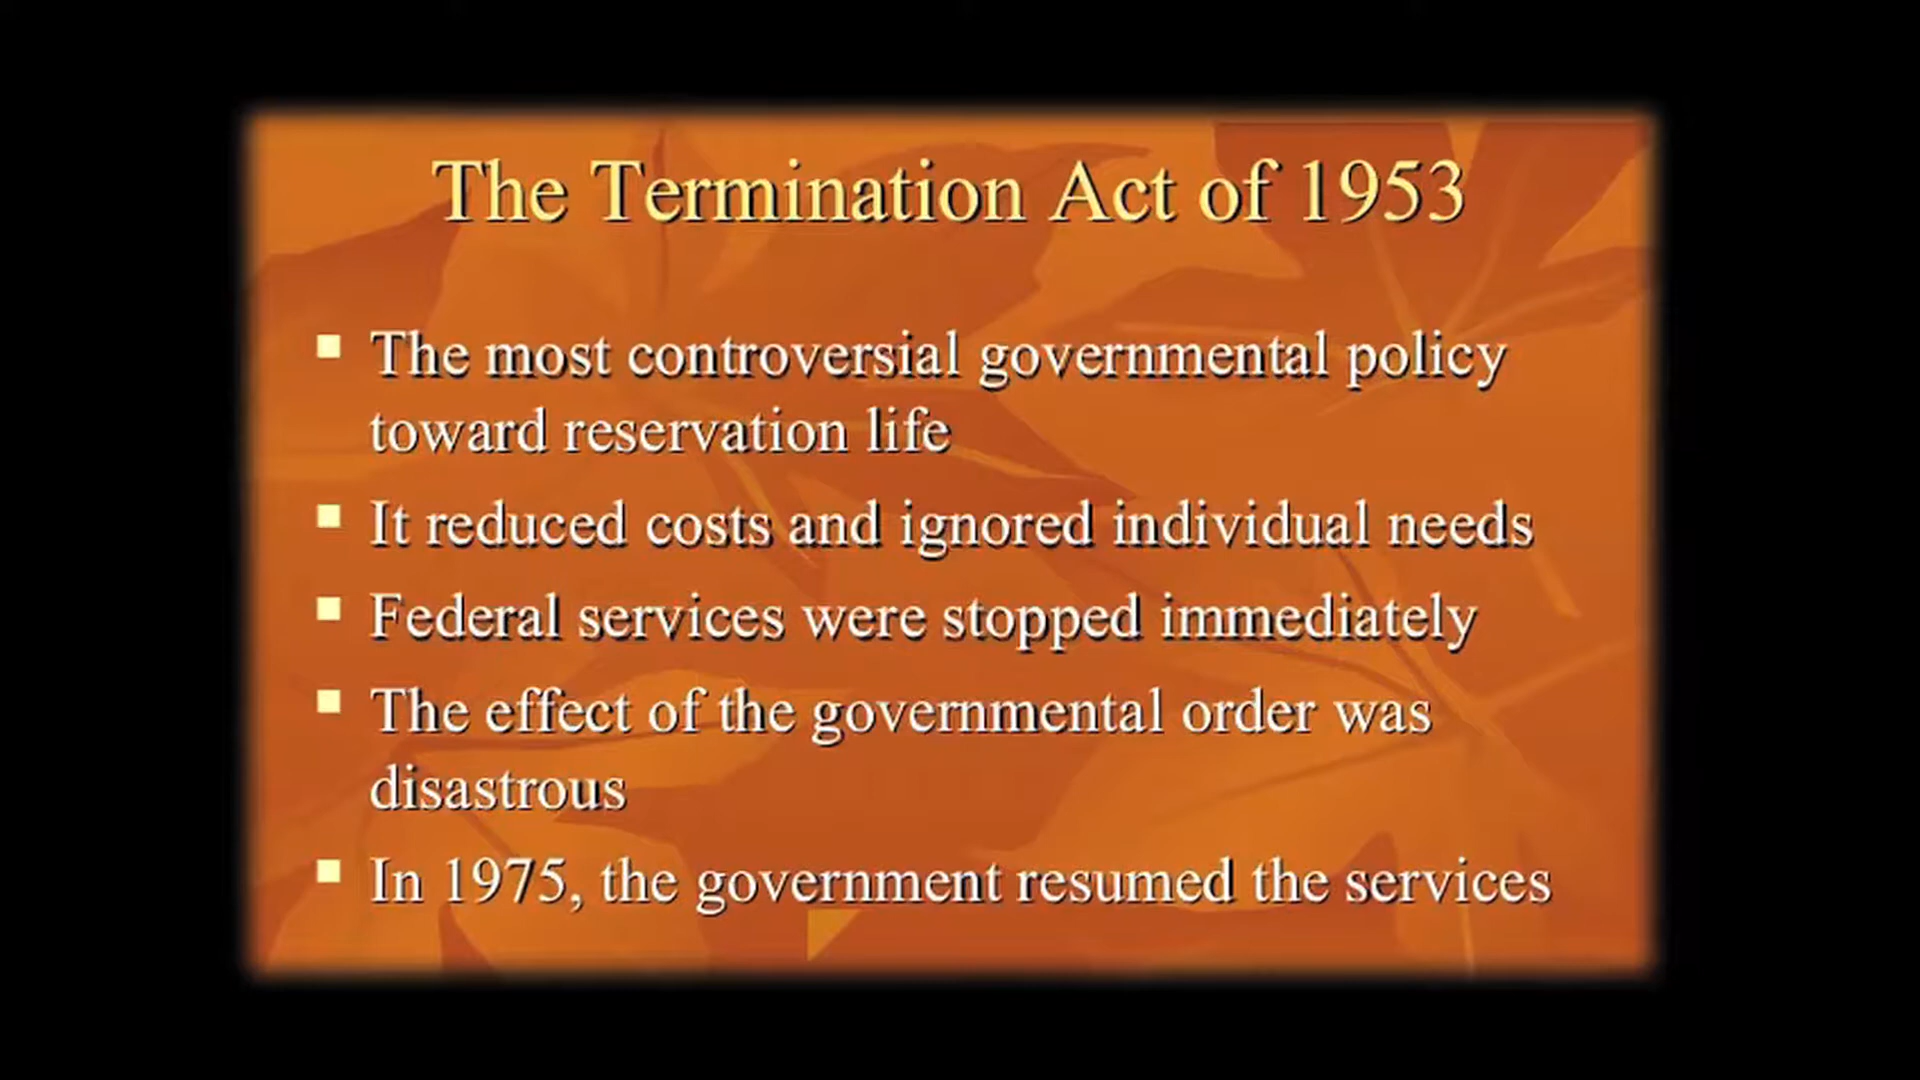 The Termination Act of 1953
The most controversial governmental policy
toward reservation life
It reduced costs and ignored individual needs
Federal services were stopped immediately
The effect of the governmental order was
disastrous
In 1975, the government resumed the services